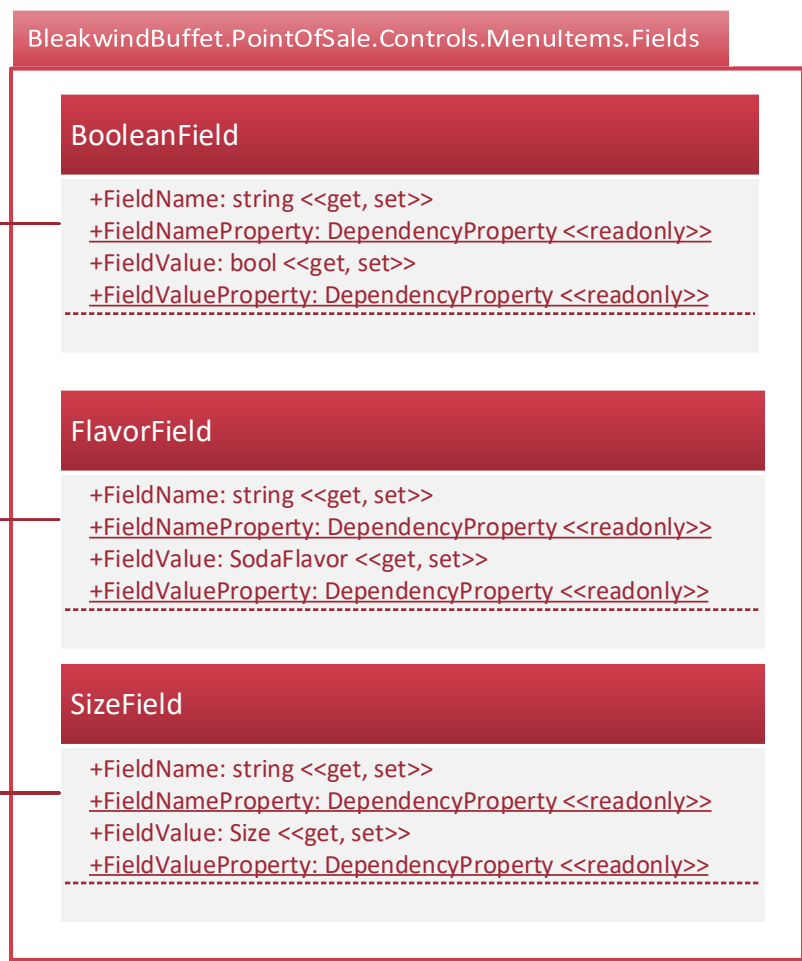 BleakwindBuffet.PointOfSale.Controls.MenuItems.Fields
BooleanField
+FieldName: string <<get, set>>
+FieldNameProperty: DependencyProperty <<readonly>>
+FieldValue: bool <<get, set>>
+FieldValueProperty: DependencyProperty <<readonly>>
FlavorField
+FieldName: string <<get, set>>
+FieldNameProperty: DependencyProperty <<readonly>>
+FieldValue: SodaFlavor <<get, set>>
+FieldValueProperty: DependencyProperty <<readonly>>
SizeField
+FieldName: string <<get, set>>
+FieldNameProperty: DependencyProperty <<readonly>>
+FieldValue: Size <<get, set>>
+FieldValueProperty: DependencyProperty <<readonly>>